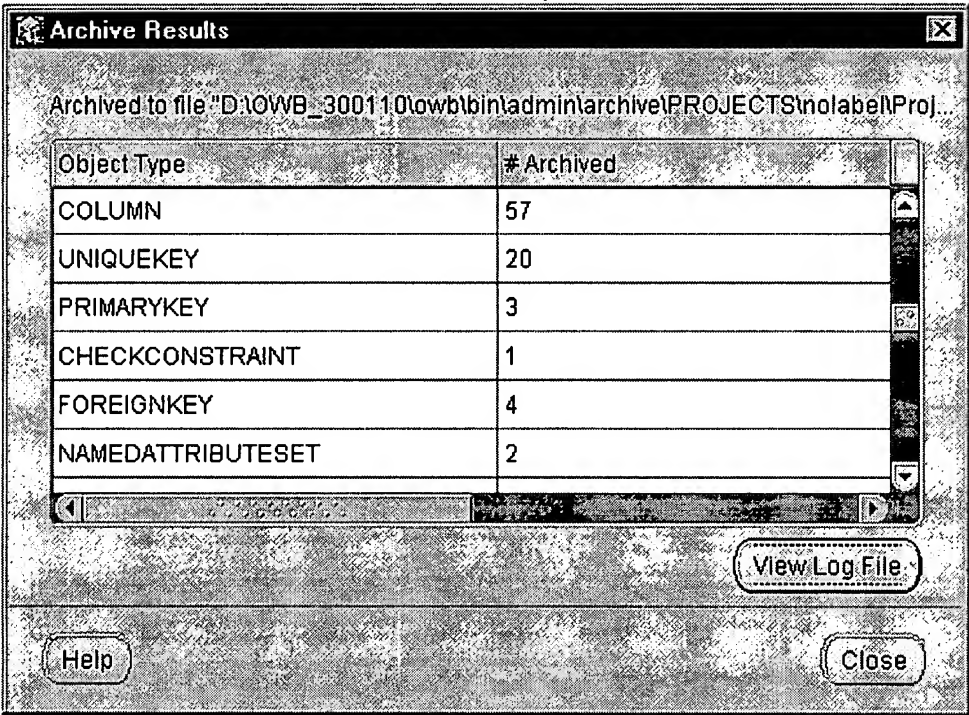 Archive Results
Archived to file "D:\OWB_300110\owb\bin\admin\archive\PROJECTS\nolabel\Proj...
Object Type # Archived
COLUMN 57
UNIQUEKEY 20
PRIMARYKEY 3
CHECKCONSTRAINT 1
FOREIGNKEY 4
NAMEDATTRIBUTESET 2
View Log File
Help Close